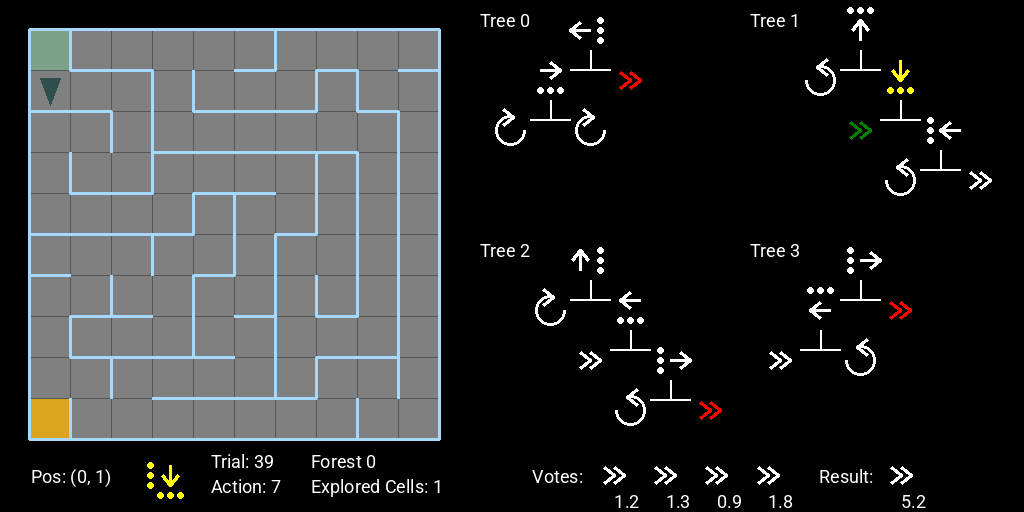 Tree 0
Tree 1
Tree 2
Tree 3
Pos: (0, 1)
Trial: 39
Action: 7
Forest 0
Explored Cells: 1
Votes:
1.2
1.3
0.9
1.8
Result:
5.2